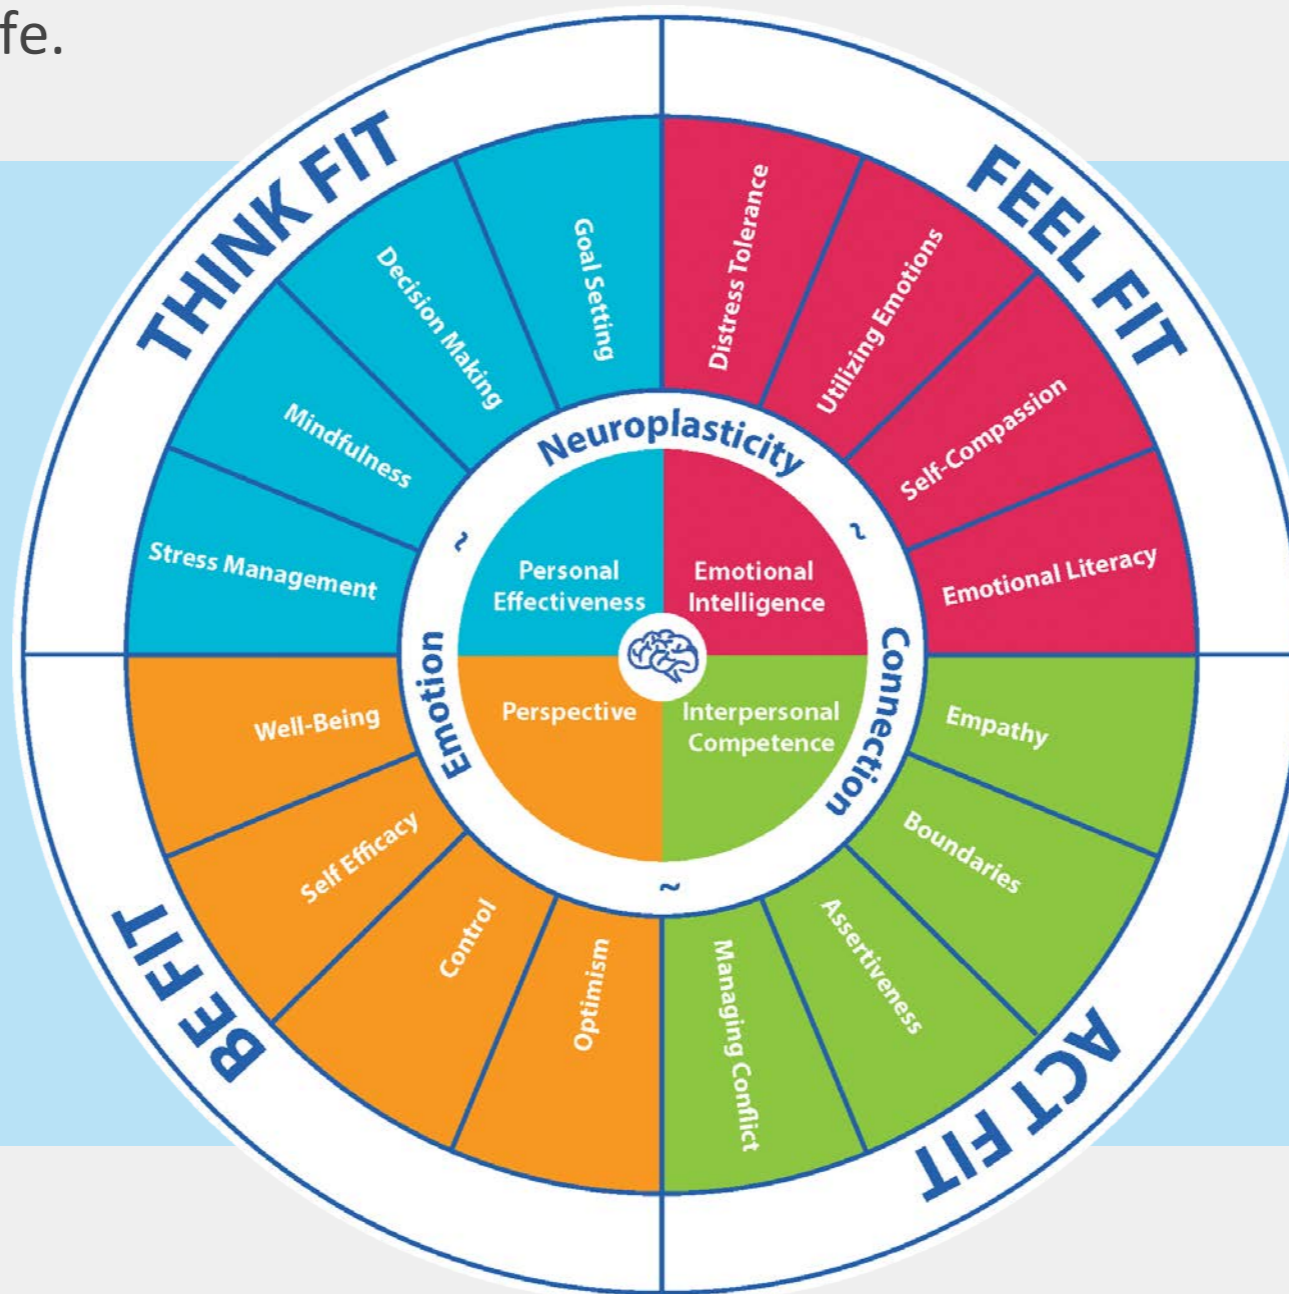 fe.
THINK FIT
FEEL FIT
ACT FIT
BE FIT
Goal Setting
Decision Making
Mindfulness
Stress Management
Distress Tolerance
Utilizing Emotions
Self-Compassion
Emotional Literacy
Empathy
Boundaries
Assertiveness
Managing Conflict
Optimism
Control
Self Efficacy
Well-Being
Neuroplasticity
~
Connection
~
Emotion
~
Personal
Effectiveness
Emotional
Intelligence
Perspective
Interpersonal
Competence